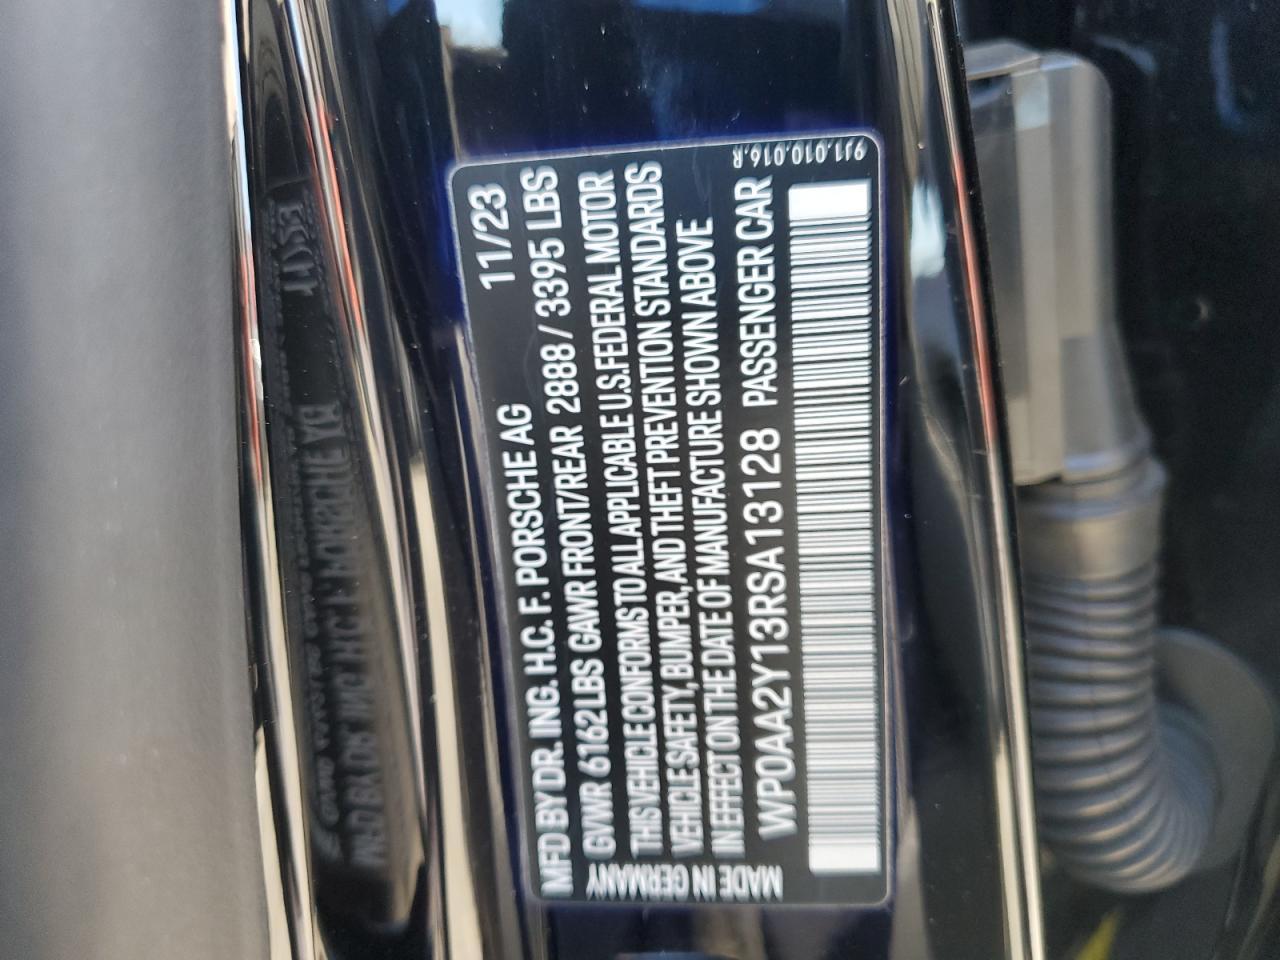 MFD BY DR. ING. H.C. F. PORSCHE AG 11/23
GVWR 6162 LBS GAWR FRONT/REAR 2888 / 3395 LBS
THIS VEHICLE CONFORMS TO ALL APPLICABLE U.S. FEDERAL MOTOR
VEHICLE SAFETY, BUMPER, AND THEFT PREVENTION STANDARDS
IN EFFECT ON THE DATE OF MANUFACTURE SHOWN ABOVE
WP0AA2Y13RSA13128 PASSENGER CAR
MADE IN GERMANY
9J1.010.016.R